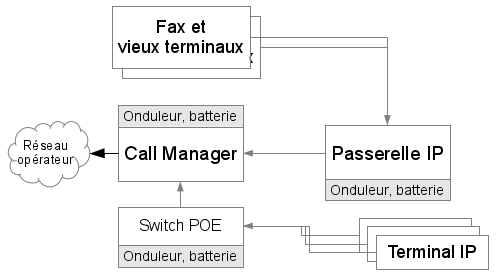 Fax et
vieux terminaux
x
Onduleur, batterie
Call Manager
Réseau
opérateur
Passerelle IP
Onduleur, batterie
Switch POE
Onduleur, batterie
Terminal IP